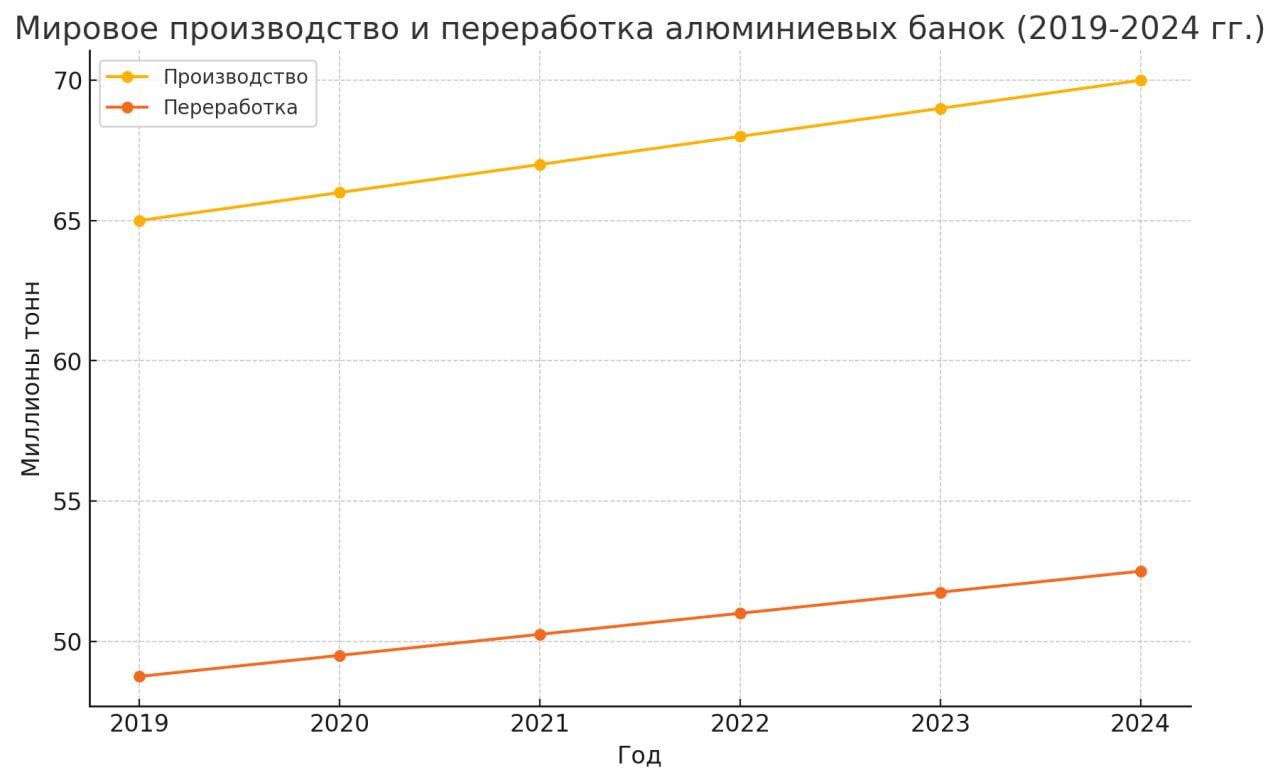 Мировое производство и переработка алюминиевых банок (2019-2024 гг.)
Производство
Переработка
Миллионы тонн
70
65
60
55
50
2019 2020 2021 2022 2023 2024
Год